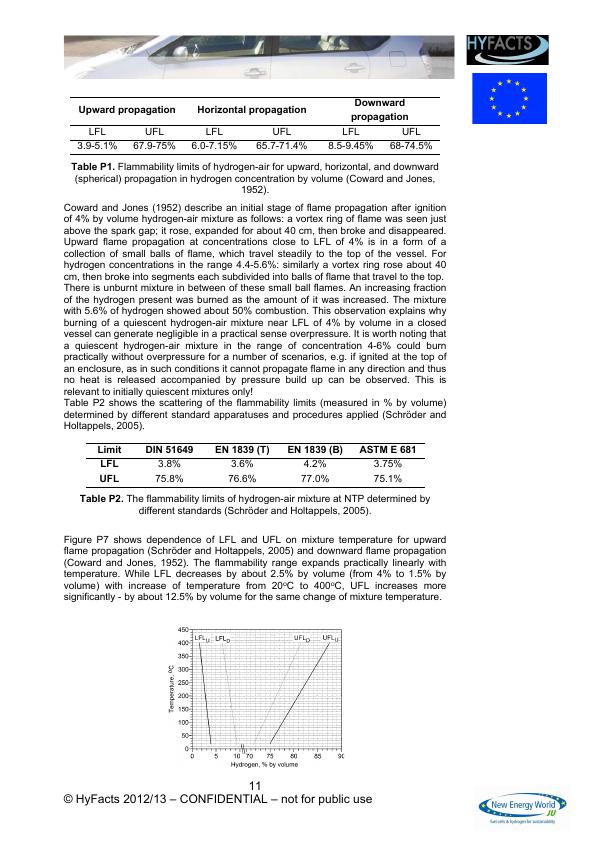 HYFACTS
Upward propagation Horizontal propagation Downward propagation
LFL UFL LFL UFL LFL UFL
3.9-5.1% 67.9-75% 6.0-7.15% 65.7-71.4% 8.5-9.45% 68-74.5%
Table P1. Flammability limits of hydrogen-air for upward, horizontal, and downward
(spherical) propagation in hydrogen concentration by volume (Coward and Jones,
1952).
Coward and Jones (1952) describe an initial stage of flame propagation after ignition
of 4% by volume hydrogen-air mixture as follows: a vortex ring of flame was seen just
above the spark gap; it rose, expanded for about 40 cm, then broke and disappeared.
Upward flame propagation at concentrations close to LFL of 4% is in a form of a
collection of small balls of flame, which travel steadily to the top of the vessel. For
hydrogen concentrations in the range 4.4-5.6%: similarly a vortex ring rose about 40
cm, then broke into segments each subdivided into balls of flame that travel to the top.
There is unburnt mixture in between of these small ball flames. An increasing fraction
of the hydrogen present was burned as the amount of it was increased. The mixture
with 5.6% of hydrogen showed about 50% combustion. This observation explains why
burning of a quiescent hydrogen-air mixture near LFL of 4% by volume in a closed
vessel can generate negligible in a practical sense overpressure. It is worth noting that
a quiescent hydrogen-air mixture in the range of concentration 4-6% could burn
practically without overpressure for a number of scenarios, e.g. if ignited at the top of
an enclosure, as in such conditions it cannot propagate flame in any direction and thus
no heat is released accompanied by pressure build up can be observed. This is
relevant to initially quiescent mixtures only!
Table P2 shows the scattering of the flammability limits (measured in % by volume)
determined by different standard apparatuses and procedures applied (Schröder and
Holtappels, 2005).
Limit DIN 51649 EN 1839 (T) EN 1839 (B) ASTM E 681
LFL 3.8% 3.6% 4.2% 3.75%
UFL 75.8% 76.6% 77.0% 75.1%
Table P2. The flammability limits of hydrogen-air mixture at NTP determined by
different standards (Schröder and Holtappels, 2005).
Figure P7 shows dependence of LFL and UFL on mixture temperature for upward
flame propagation (Schröder and Holtappels, 2005) and downward flame propagation
(Coward and Jones, 1952). The flammability range expands practically linearly with
temperature. While LFL decreases by about 2.5% by volume (from 4% to 1.5% by
volume) with increase of temperature from 20ºC to 400ºC, UFL increases more
significantly - by about 12.5% by volume for the same change of mixture temperature.
450
LFLU LFLD UFLD UFLU
400
350
300
250
200
150
100
50
0
Temperature, ºC
0 5 10 70 75 80 85 90
Hydrogen, % by volume
11
© HyFacts 2012/13 – CONFIDENTIAL – not for public use
New Energy World
JU
fuel cells & hydrogen for sustainability